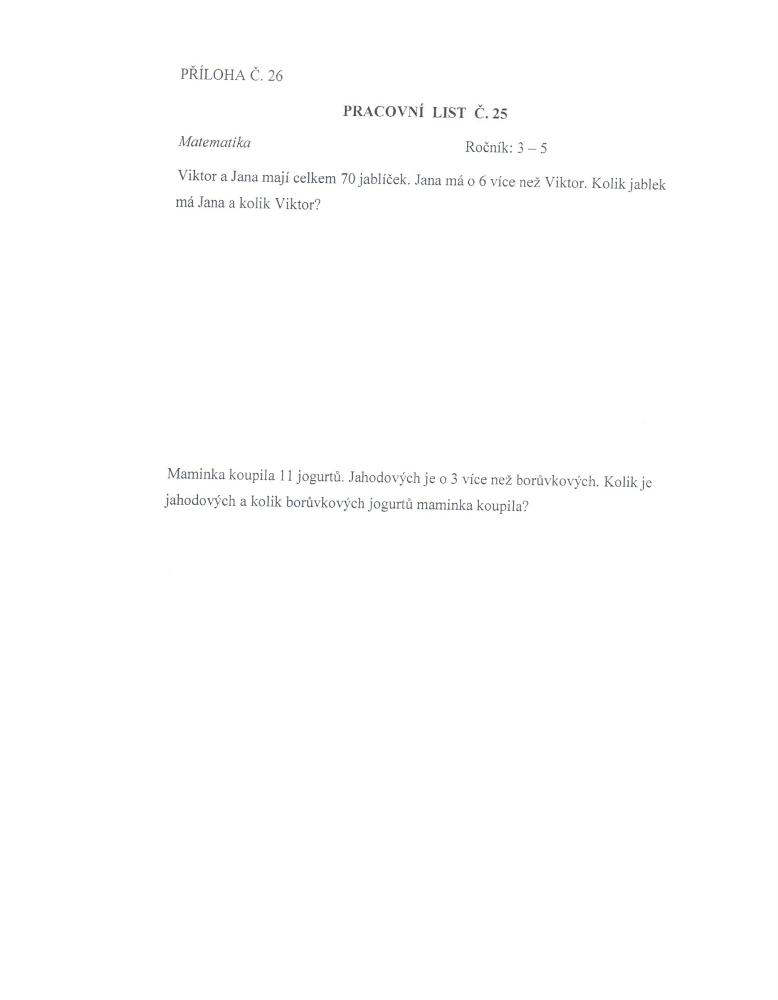 PŘÍLOHA Č. 26
PRACOVNÍ LIST Č. 25
Matematika Ročník: 3 – 5
Viktor a Jana mají celkem 70 jablíček. Jana má o 6 více než Viktor. Kolik jablek
má Jana a kolik Viktor?
Maminka koupila 11 jogurtů. Jahodových je o 3 více než borůvkových. Kolik je
jahodových a kolik borůvkových jogurtů maminka koupila?